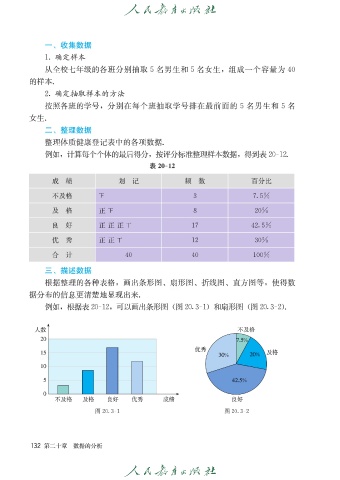 人民教育出版社
一、收集数据
1. 确定样本
从全校七年级的各班分别抽取 5 名男生和 5 名女生，组成一个容量为 40
的样本.
2. 确定抽取样本的方法
按照各班的学号，分别在每个班抽取学号排在最前面的 5 名男生和 5 名
女生.
二、整理数据
整理体质健康登记表中的各项数据.
例如，计算每个个体的最后得分，按评分标准整理样本数据，得到表 20-12.
表 20-12
成 绩 划 记 频 数 百分比
不及格 3 7.5%
及 格 正 8 20%
良 好 正 正 正 17 42.5%
优 秀 正 正 12 30%
合 计 40 40 100%
三、描述数据
根据整理的各种表格，画出条形图、扇形图、折线图、直方图等，使得数
据分布的信息更清楚地显现出来.
例如，根据表 20-12，可以画出条形图（图 20.3-1）和扇形图（图 20.3-2）.
人数
20
15
10
5
0
不及格 及格 良好 优秀 成绩
图 20.3-1
不及格
7.5%
优秀
30%
20%
及格
42.5%
良好
图 20.3-2
132 第二十章 数据的分析
人民教育出版社